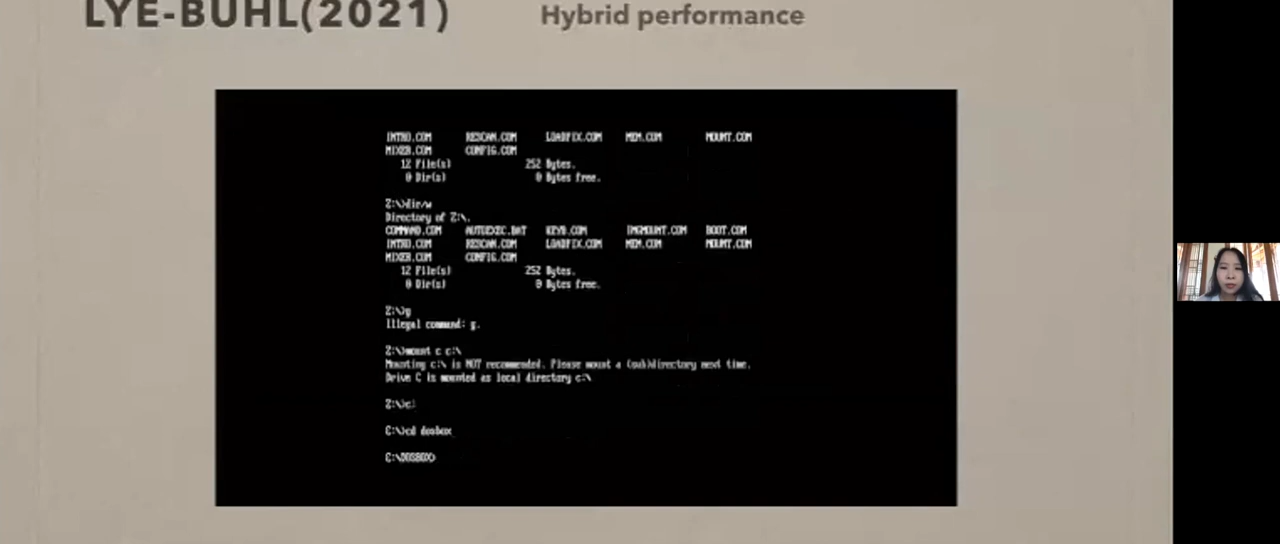 LYE-BUHL(2021)
Hybrid performance
INTRO.COM RESCAN.COM LOADFIX.COM MEM.COM MOUNT.COM
MIXER.COM CONFIG.COM
12 File(s) 252 Bytes.
0 Dir(s) 0 Bytes free.
Z:\>dir/w
Directory of Z:\.
COMMAND.COM AUTOEXEC.BAT KEYB.COM IMGMOUNT.COM BOOT.COM
INTRO.COM RESCAN.COM LOADFIX.COM MEM.COM MOUNT.COM
MIXER.COM CONFIG.COM
12 File(s) 252 Bytes.
0 Dir(s) 0 Bytes free.
Z:\>g
Illegal command: g.
Z:\>mount c c:\
Mounting c:\ is NOT recommended. Please mount a (sub)directory next time.
Drive C is mounted as local directory c:\
Z:\>c:
C:\>cd dosbox
C:\DOSBOX>